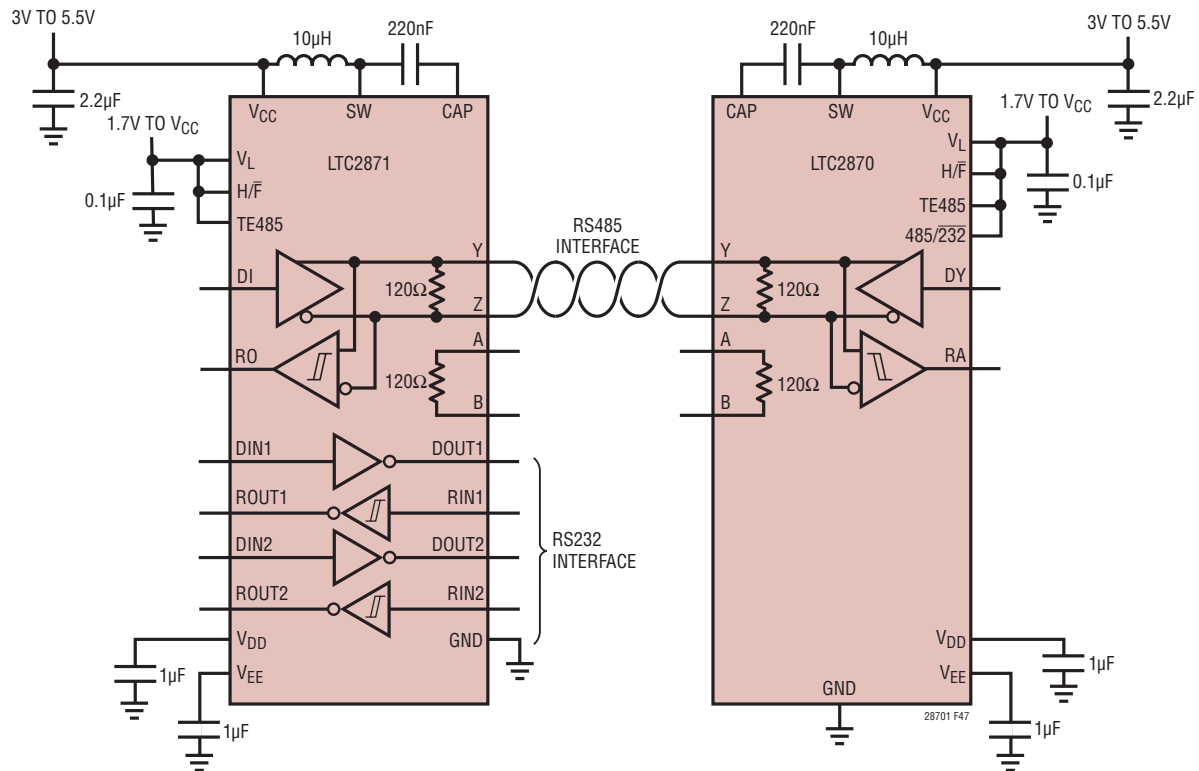 3V TO 5.5V
10µH
220nF
2.2µF
VCC
SW
CAP
1.7V TO VCC
LTC2871
VL
H/F̅
TE485
0.1µF
DI
Y
120Ω
Z
RO
A
120Ω
B
DIN1
DOUT1
ROUT1
RIN1
DIN2
DOUT2
ROUT2
RIN2
VDD
GND
1µF
VEE
1µF
RS485
INTERFACE
RS232
INTERFACE
220nF
10µH
3V TO 5.5V
CAP
SW
VCC
2.2µF
1.7V TO VCC
LTC2870
VL
H/F̅
TE485
485/2̅3̅2̅
0.1µF
Y
120Ω
DY
Z
A
120Ω
RA
B
VDD
1µF
VEE
GND
1µF
28701 F47